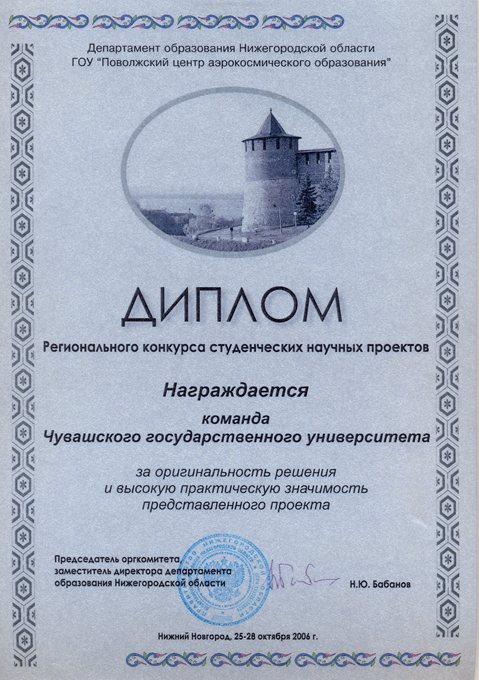 Департамент образования Нижегородской области
ГОУ "Поволжский центр аэрокосмического образования"
ДИПЛОМ
Регионального конкурса студенческих научных проектов
Награждается
команда
Чувашского государственного университета
за оригинальность решения
и высокую практическую значимость
представленного проекта
Председатель оргкомитета,
заместитель директора департамента
образования Нижегородской области
Н.Ю. Бабанов
Нижний Новгород, 25-28 октября 2006 г.